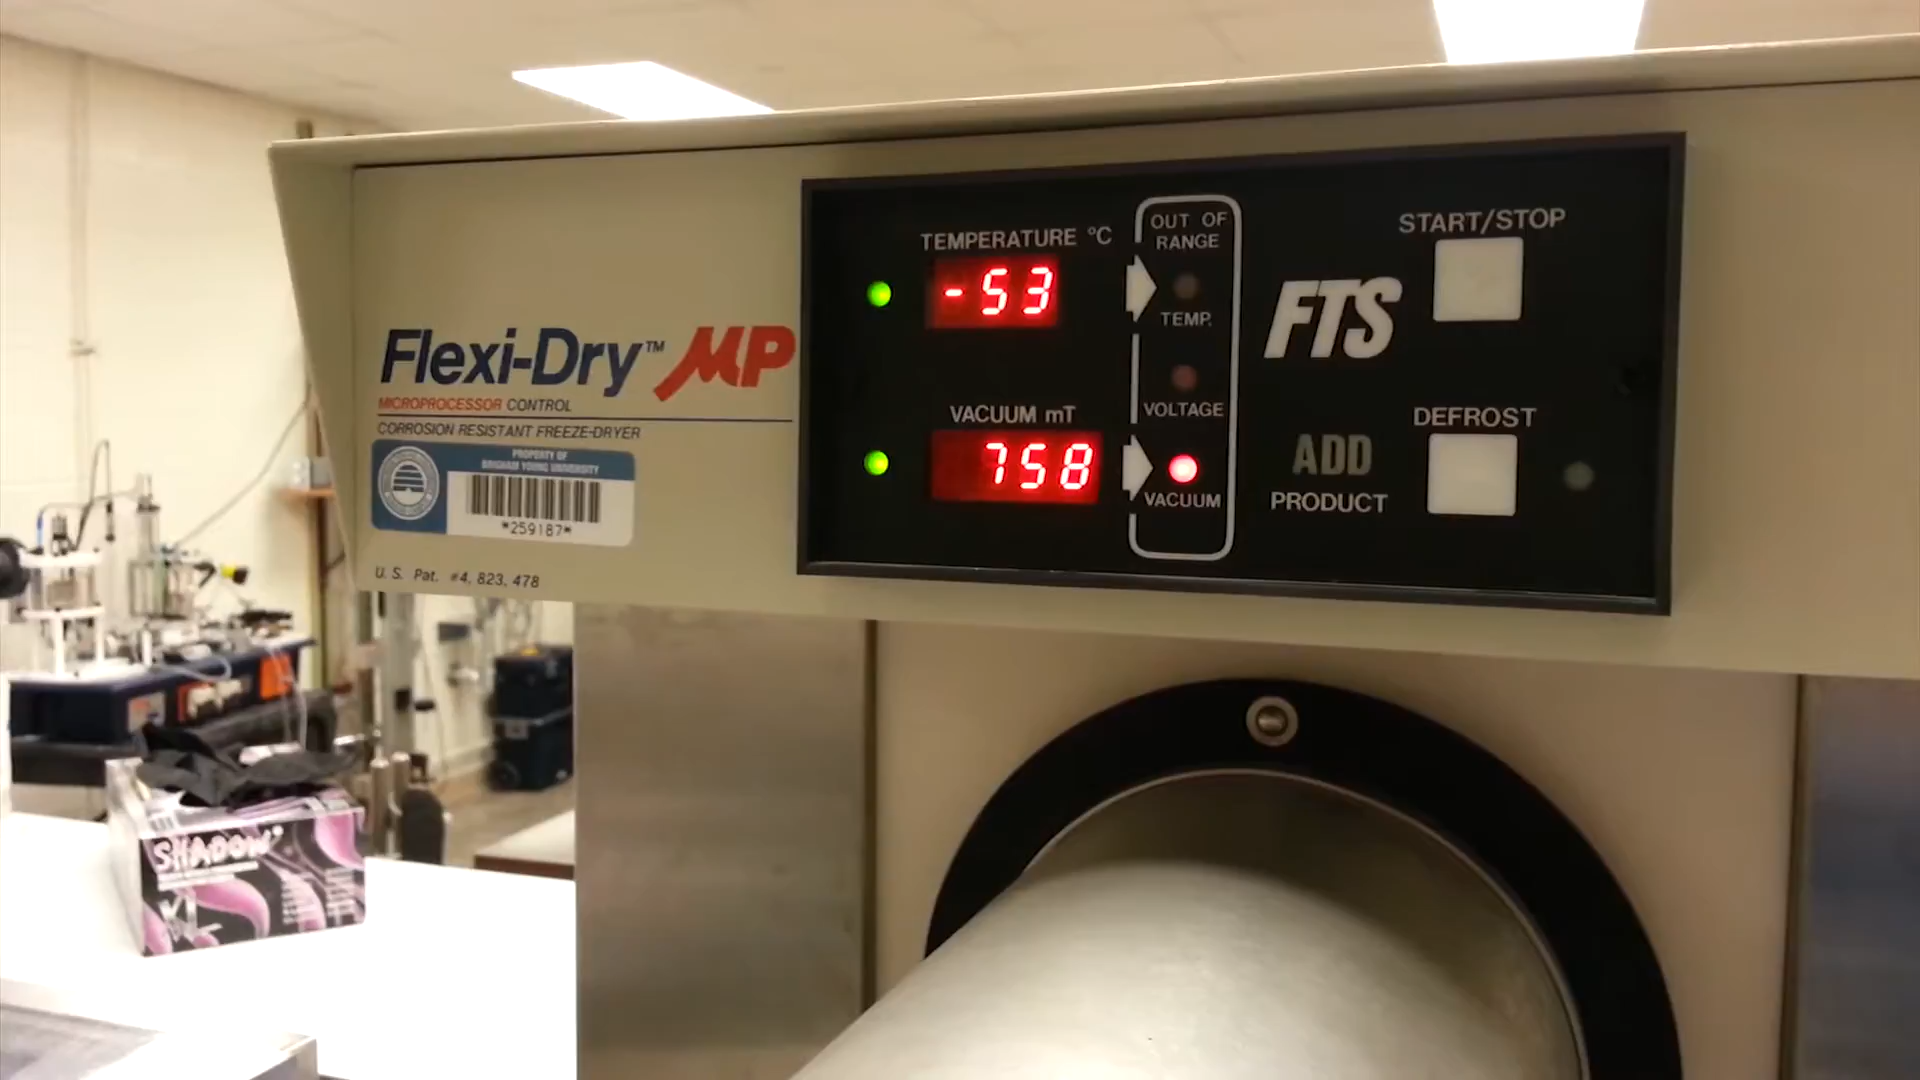 Flexi-Dry™ MP
MICROPROCESSOR CONTROL
CORROSION RESISTANT FREEZE-DRYER
PROPERTY OF
BRIGHAM YOUNG UNIVERSITY
*259187*
U. S. Pat. #4, 823, 478
TEMPERATURE °C
-53
VACUUM mT
758
OUT OF
RANGE
TEMP.
VOLTAGE
VACUUM
FTS
START/STOP
DEFROST
ADD
PRODUCT
SHADOW